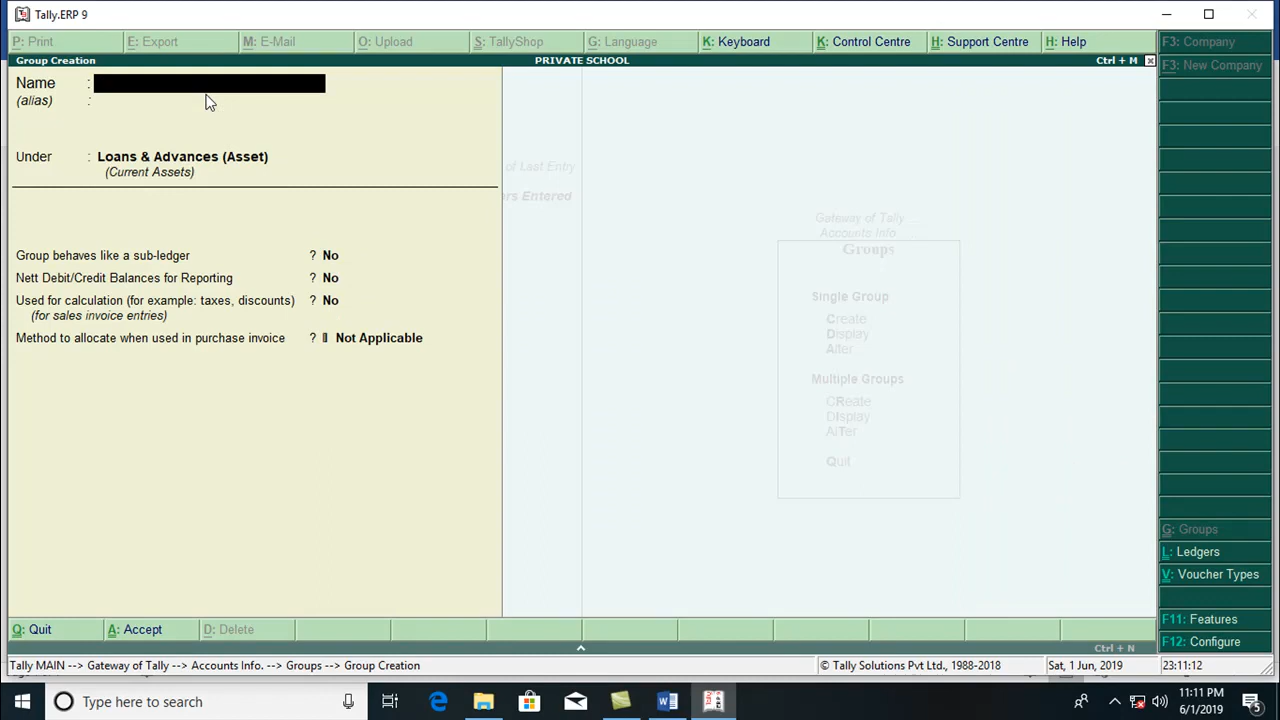 Tally.ERP 9
P: Print E: Export M: E-Mail O: Upload S: TallyShop G: Language K: Keyboard K: Control Centre H: Support Centre H: Help F3: Company
Group Creation PRIVATE SCHOOL Ctrl + M
F3: New Company
Name :
(alias) :
Under : Loans & Advances (Asset)
(Current Assets)
of Last Entry
Entered
Gateway of Tally
Accounts Info
Groups
Single Group
Create
Display
Alter
Multiple Groups
CReate
DIsplay
AlTer
Quit
Group behaves like a sub-ledger ? No
Nett Debit/Credit Balances for Reporting ? No
Used for calculation (for example: taxes, discounts) ? No
(for sales invoice entries)
Method to allocate when used in purchase invoice ? Not Applicable
G: Groups
L: Ledgers
V: Voucher Types
F11: Features
F12: Configure
Q: Quit A: Accept D: Delete
Ctrl + N
Tally MAIN --> Gateway of Tally --> Accounts Info. --> Groups --> Group Creation © Tally Solutions Pvt Ltd., 1988-2018 Sat, 1 Jun, 2019 23:11:12
Type here to search
11:11 PM
6/1/2019
5